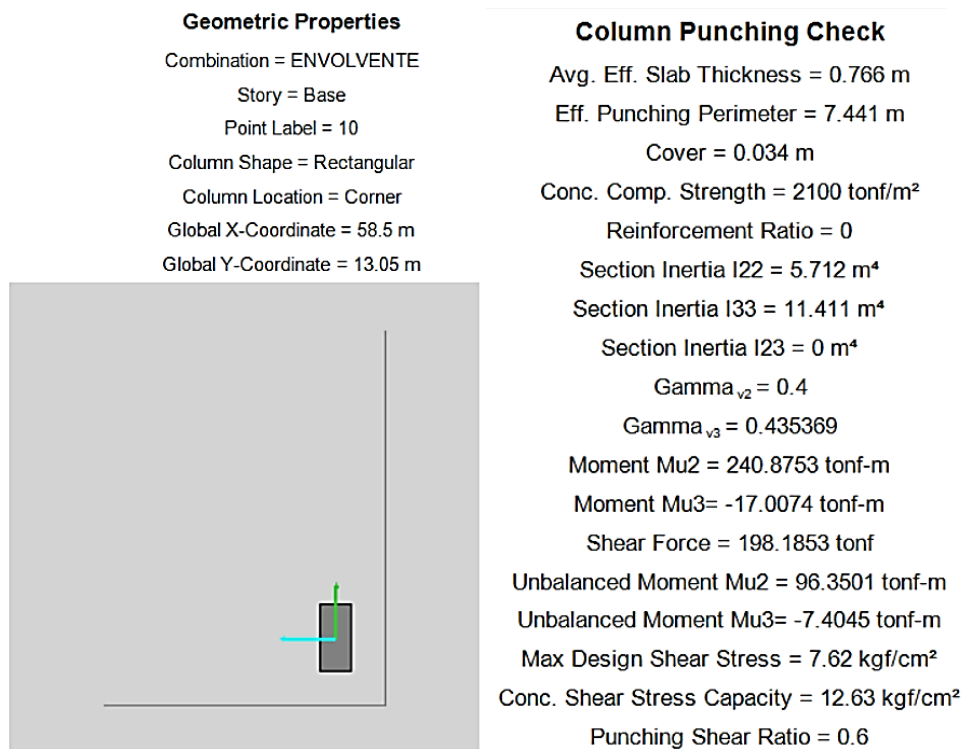 Geometric Properties
Combination = ENVOLVENTE
Story = Base
Point Label = 10
Column Shape = Rectangular
Column Location = Corner
Global X-Coordinate = 58.5 m
Global Y-Coordinate = 13.05 m
Column Punching Check
Avg. Eff. Slab Thickness = 0.766 m
Eff. Punching Perimeter = 7.441 m
Cover = 0.034 m
Conc. Comp. Strength = 2100 tonf/m²
Reinforcement Ratio = 0
Section Inertia I22 = 5.712 m⁴
Section Inertia I33 = 11.411 m⁴
Section Inertia I23 = 0 m⁴
Gamma v2 = 0.4
Gamma v3 = 0.435369
Moment Mu2 = 240.8753 tonf-m
Moment Mu3= -17.0074 tonf-m
Shear Force = 198.1853 tonf
Unbalanced Moment Mu2 = 96.3501 tonf-m
Unbalanced Moment Mu3= -7.4045 tonf-m
Max Design Shear Stress = 7.62 kgf/cm²
Conc. Shear Stress Capacity = 12.63 kgf/cm²
Punching Shear Ratio = 0.6